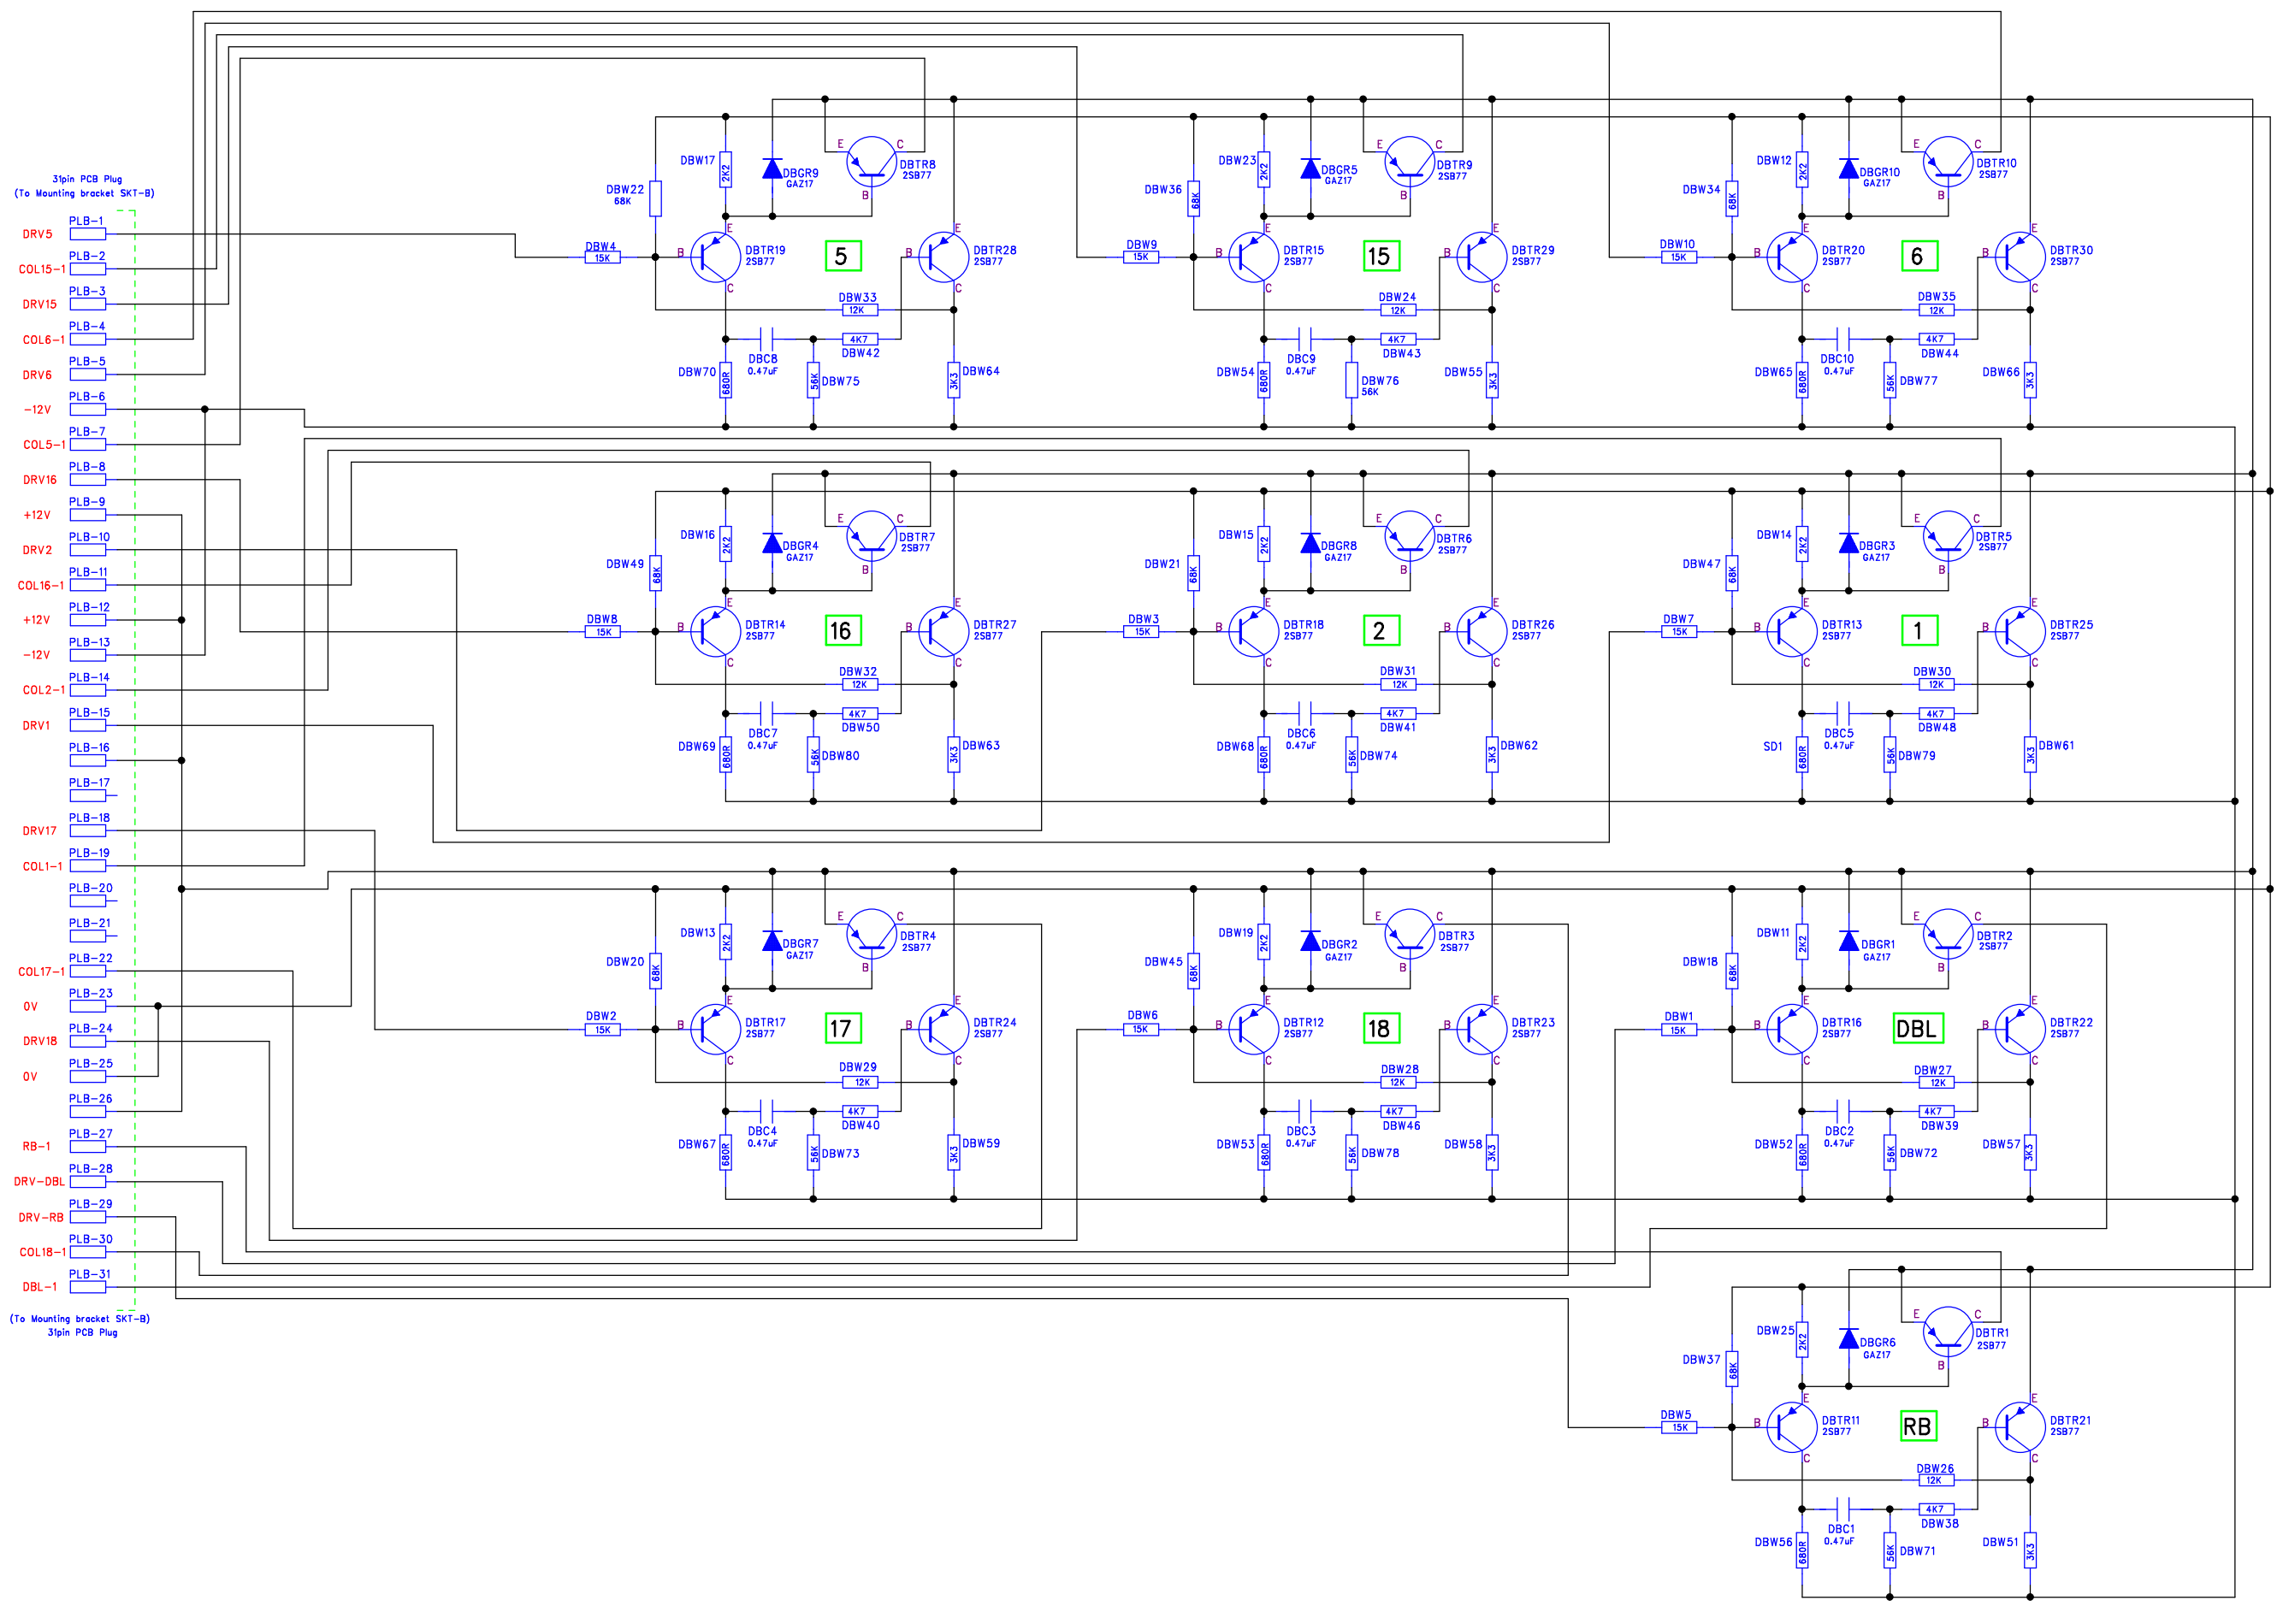 31pin PCB Plug
(To Mounting bracket SKT-B)
PLB-1
DRV5
PLB-2
COL15-1
PLB-3
DRV15
PLB-4
COL6-1
PLB-5
DRV6
PLB-6
-12V
PLB-7
COL5-1
PLB-8
DRV16
PLB-9
+12V
PLB-10
DRV2
PLB-11
COL16-1
PLB-12
+12V
PLB-13
-12V
PLB-14
COL2-1
PLB-15
DRV1
PLB-16
PLB-17
PLB-18
DRV17
PLB-19
COL1-1
PLB-20
PLB-21
PLB-22
COL17-1
PLB-23
0V
PLB-24
DRV18
PLB-25
0V
PLB-26
PLB-27
RB-1
PLB-28
DRV-DBL
PLB-29
DRV-RB
PLB-30
COL18-1
PLB-31
DBL-1
(To Mounting bracket SKT-B)
31pin PCB Plug
DBW17
2K2
DBW22
68K
DBGR9
GAZ17
E
C
B
DBTR8
2SB77
DBW4
15K
B
E
C
DBTR19
2SB77
5
B
E
DBTR28
2SB77
DBW33
12K
DBC8
0.47uF
4K7
DBW42
DBW70
680R
56K
DBW75
3K3
DBW64
DBW23
2K2
DBW36
68K
DBGR5
GAZ17
E
C
B
DBTR9
2SB77
DBW9
15K
B
E
C
DBTR15
2SB77
15
B
E
DBTR29
2SB77
DBW24
12K
DBC9
0.47uF
4K7
DBW43
DBW54
680R
DBW76
56K
DBW55
3K3
DBW12
2K2
DBW34
68K
DBGR10
GAZ17
E
C
B
DBTR10
2SB77
DBW10
15K
B
E
C
DBTR20
2SB77
6
B
E
C
DBTR30
2SB77
DBW35
12K
DBC10
0.47uF
4K7
DBW44
DBW65
680R
56K
DBW77
DBW66
3K3
DBW16
2K2
DBW49
68K
DBGR4
GAZ17
E
C
B
DBTR7
2SB77
DBW8
15K
B
E
C
DBTR14
2SB77
16
B
E
C
DBTR27
2SB77
DBW32
12K
DBC7
0.47uF
4K7
DBW50
DBW69
680R
56K
DBW80
3K3
DBW63
DBW15
2K2
DBW21
68K
DBGR8
GAZ17
E
C
B
DBTR6
2SB77
DBW3
15K
B
E
C
DBTR18
2SB77
2
B
E
C
DBTR26
2SB77
DBW31
12K
DBC6
0.47uF
4K7
DBW41
DBW68
680R
56K
DBW74
3K3
DBW62
DBW14
2K2
DBW47
68K
DBGR3
GAZ17
E
C
B
DBTR5
2SB77
DBW7
15K
B
E
C
DBTR13
2SB77
1
B
E
C
DBTR25
2SB77
DBW30
12K
DBC5
0.47uF
4K7
DBW48
SD1
680R
56K
DBW79
3K3
DBW61
DBW13
2K2
DBW20
68K
DBGR7
GAZ17
E
C
B
DBTR4
2SB77
DBW2
15K
B
E
C
DBTR17
2SB77
17
B
E
C
DBTR24
2SB77
DBW29
12K
DBC4
0.47uF
4K7
DBW40
DBW67
680R
56K
DBW73
3K3
DBW59
DBW19
2K2
DBW45
68K
DBGR2
GAZ17
E
C
B
DBTR3
2SB77
DBW6
15K
B
E
C
DBTR12
2SB77
18
B
E
C
DBTR23
2SB77
DBW28
12K
DBC3
0.47uF
4K7
DBW46
DBW53
680R
56K
DBW78
DBW58
3K3
DBW11
2K2
DBW18
68K
DBGR1
GAZ17
E
C
B
DBTR2
2SB77
DBW1
15K
B
E
C
DBTR16
2SB77
DBL
B
E
C
DBTR22
2SB77
DBW27
12K
DBC2
0.47uF
4K7
DBW39
DBW52
680R
56K
DBW72
DBW57
3K3
DBW25
2K2
DBW37
68K
DBGR6
GAZ17
E
C
B
DBTR1
2SB77
DBW5
15K
B
E
C
DBTR11
2SB77
RB
B
E
C
DBTR21
2SB77
DBW26
12K
DBC1
0.47uF
4K7
DBW38
DBW56
680R
56K
DBW71
DBW51
3K3